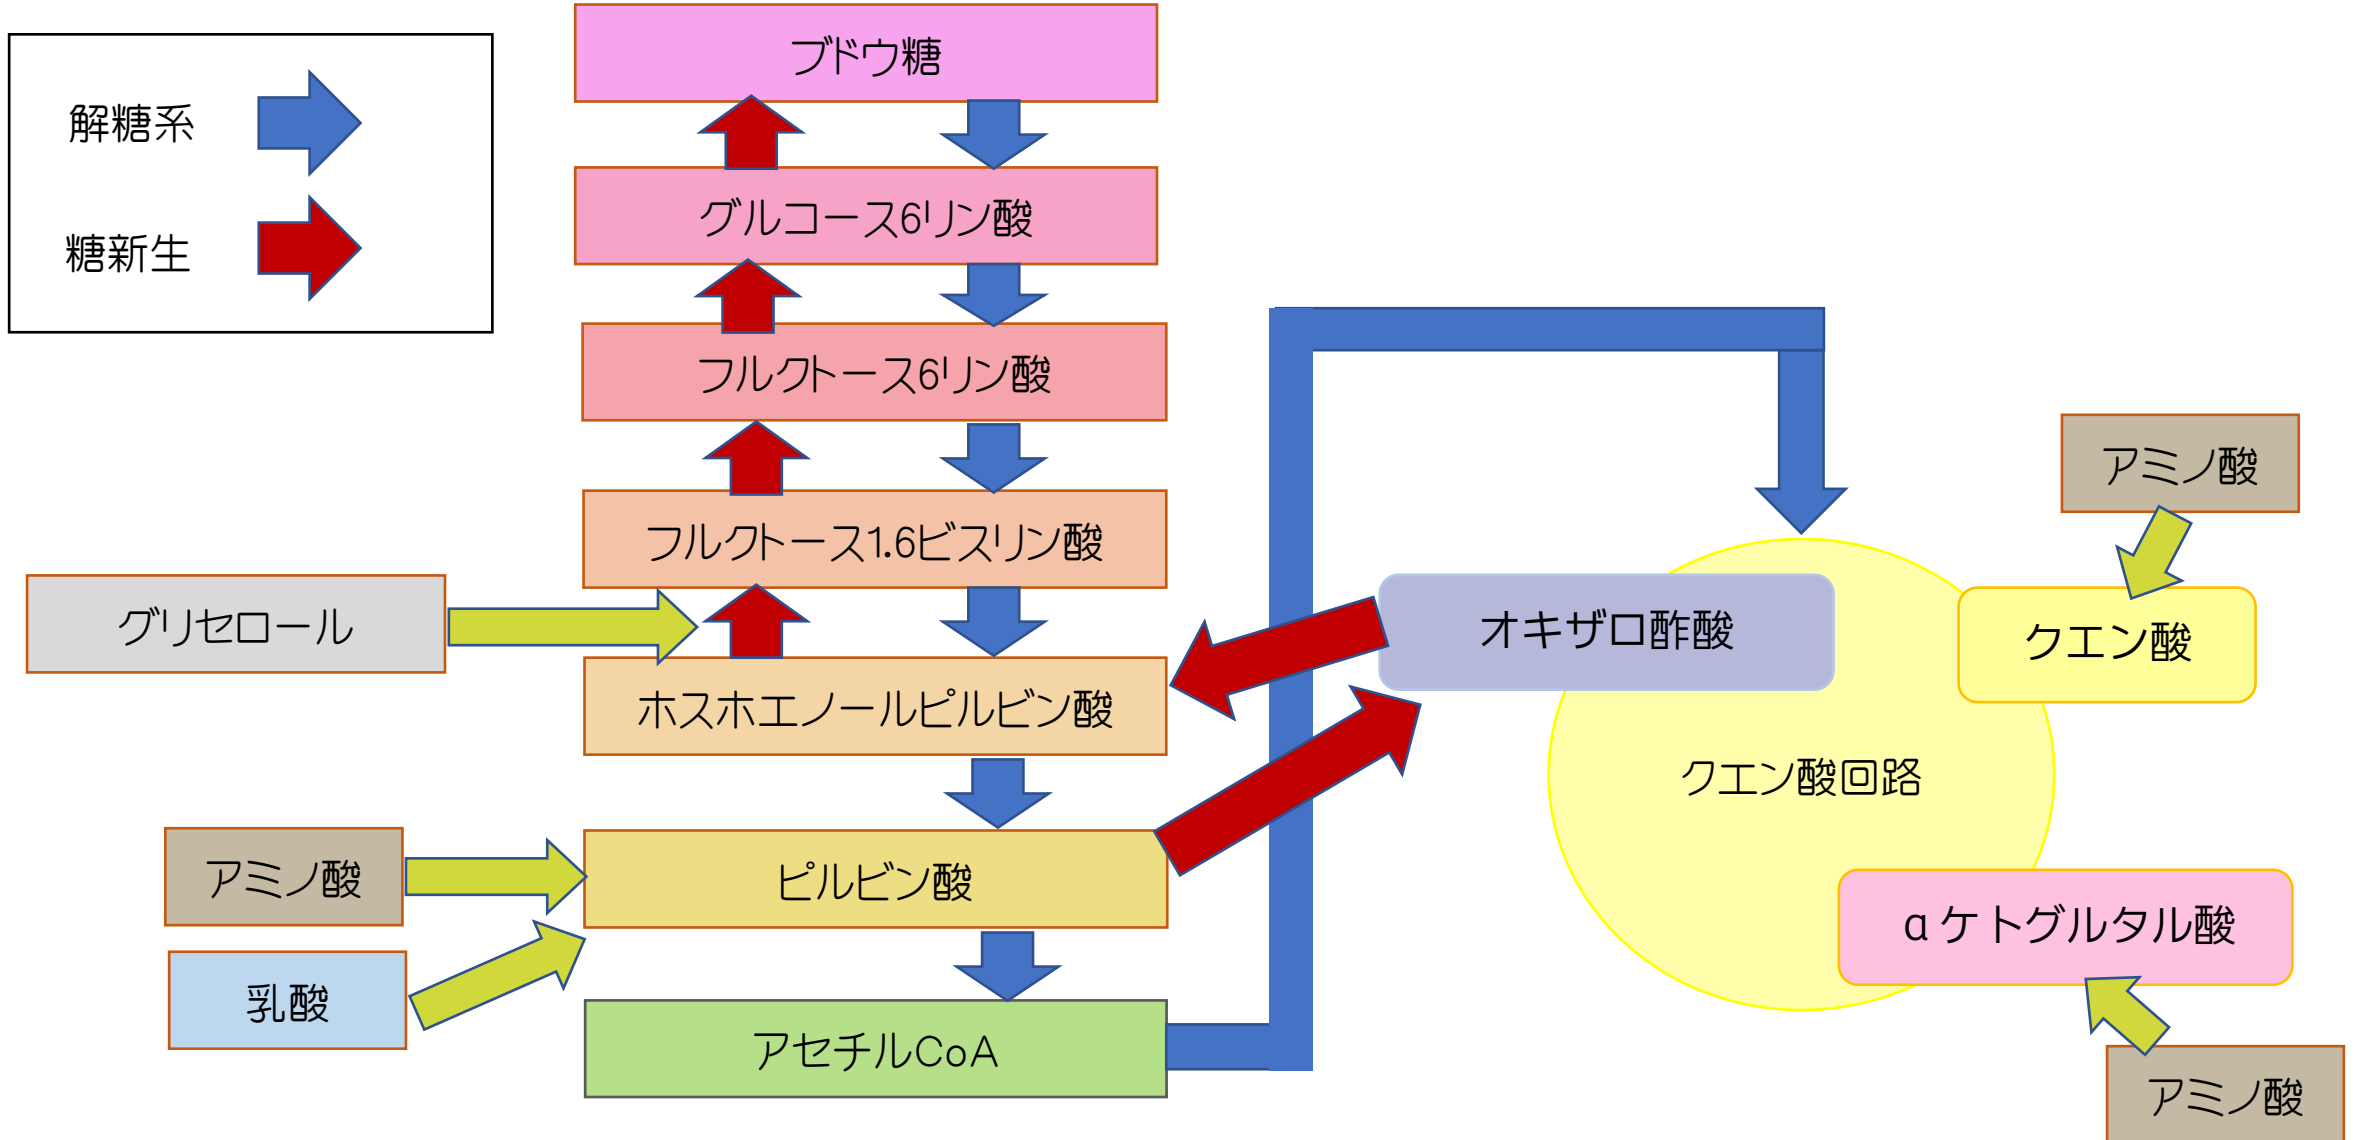 解糖系
糖新生
ブドウ糖
グルコース6リン酸
フルクトース6リン酸
フルクトース1.6ビスリン酸
グリセロール
ホスホエノールピルビン酸
アミノ酸
ピルビン酸
乳酸
アセチルCoA
オキザロ酢酸
アミノ酸
クエン酸
クエン酸回路
αケトグルタル酸
アミノ酸